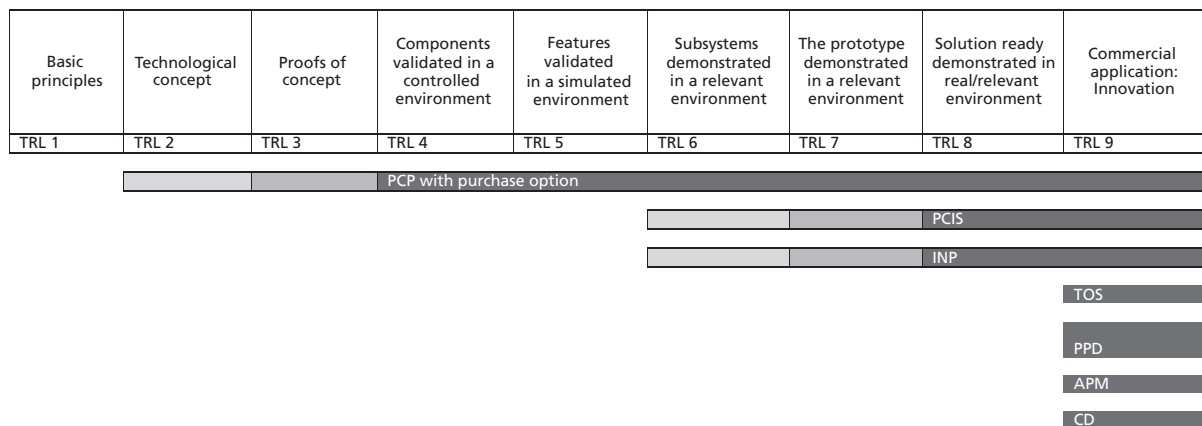 Basic
principles
Technological
concept
Proofs of
concept
Components
validated in a
controlled
environment
Features
validated
in a simulated
environment
Subsystems
demonstrated
in a relevant
environment
The prototype
demonstrated
in a relevant
environment
Solution ready
demonstrated in
real/relevant
environment
Commercial
application:
Innovation
TRL 1 TRL 2 TRL 3 TRL 4 TRL 5 TRL 6 TRL 7 TRL 8 TRL 9
PCP with purchase option
PCIS
INP
TOS
PPD
APM
CD